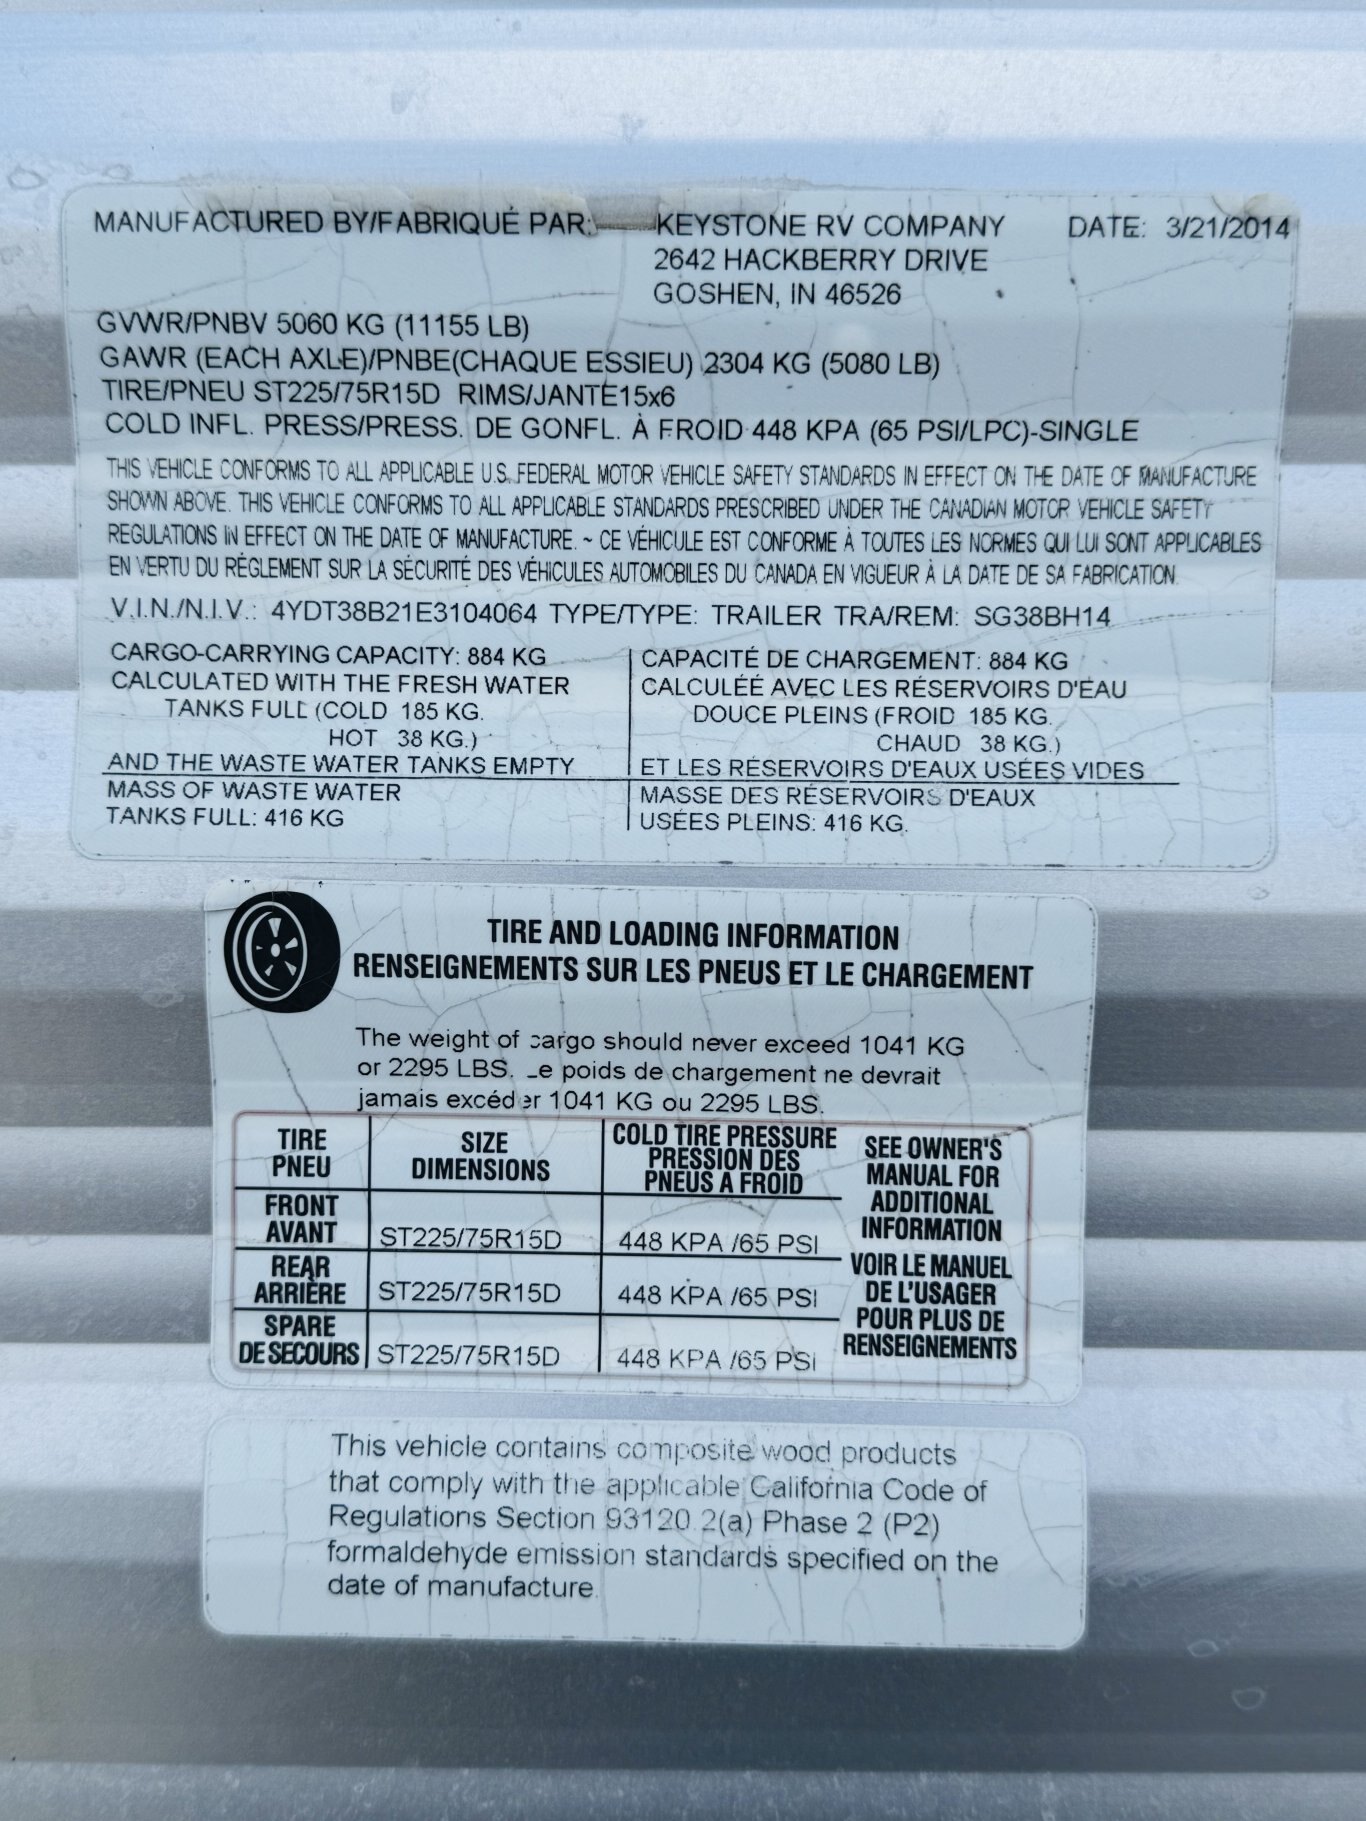 MANUFACTURED BY/FABRIQUÉ PAR: KEYSTONE RV COMPANY DATE: 3/21/2014
2642 HACKBERRY DRIVE
GOSHEN, IN 46526
GVWR/PNBV 5060 KG (11155 LB)
GAWR (EACH AXLE)/PNBE(CHAQUE ESSIEU) 2304 KG (5080 LB)
TIRE/PNEU ST225/75R15D RIMS/JANTE15x6
COLD INFL. PRESS/PRESS. DE GONFL. À FROID 448 KPA (65 PSI/LPC)-SINGLE
THIS VEHICLE CONFORMS TO ALL APPLICABLE U.S. FEDERAL MOTOR VEHICLE SAFETY STANDARDS IN EFFECT ON THE DATE OF MANUFACTURE
SHOWN ABOVE. THIS VEHICLE CONFORMS TO ALL APPLICABLE STANDARDS PRESCRIBED UNDER THE CANADIAN MOTOR VEHICLE SAFETY
REGULATIONS IN EFFECT ON THE DATE OF MANUFACTURE. ~ CE VÉHICULE EST CONFORME À TOUTES LES NORMES QUI LUI SONT APPLICABLES
EN VERTU DU RÉGLEMENT SUR LA SÉCURITÉ DES VÉHICULES AUTOMOBILES DU CANADA EN VIGUEUR À LA DATE DE SA FABRICATION.
V.I.N./N.I.V.: 4YDT38B21E3104064 TYPE/TYPE: TRAILER TRA/REM: SG38BH14
CARGO-CARRYING CAPACITY: 884 KG
CALCULATED WITH THE FRESH WATER
TANKS FULL (COLD 185 KG.
HOT 38 KG.)
AND THE WASTE WATER TANKS EMPTY
MASS OF WASTE WATER
TANKS FULL: 416 KG
CAPACITÉ DE CHARGEMENT: 884 KG
CALCULÉE AVEC LES RÉSERVOIRS D'EAU
DOUCE PLEINS (FROID 185 KG.
CHAUD 38 KG.)
ET LES RÉSERVOIRS D'EAUX USÉES VIDES
MASSE DES RÉSERVOIRS D'EAUX
USÉES PLEINS: 416 KG.
TIRE AND LOADING INFORMATION
RENSEIGNEMENTS SUR LES PNEUS ET LE CHARGEMENT
The weight of cargo should never exceed 1041 KG
or 2295 LBS. Le poids de chargement ne devrait
jamais excéder 1041 KG ou 2295 LBS.
TIRE SIZE COLD TIRE PRESSURE
PNEU DIMENSIONS PRESSION DES
PNEUS A FROID
FRONT
AVANT ST225/75R15D 448 KPA /65 PSI
REAR
ARRIÈRE ST225/75R15D 448 KPA /65 PSI
SPARE
DE SECOURS ST225/75R15D 448 KPA /65 PSI
SEE OWNER'S
MANUAL FOR
ADDITIONAL
INFORMATION
VOIR LE MANUEL
DE L'USAGER
POUR PLUS DE
RENSEIGNEMENTS
This vehicle contains composite wood products
that comply with the applicable California Code of
Regulations Section 93120.2(a) Phase 2 (P2)
formaldehyde emission standards specified on the
date of manufacture.